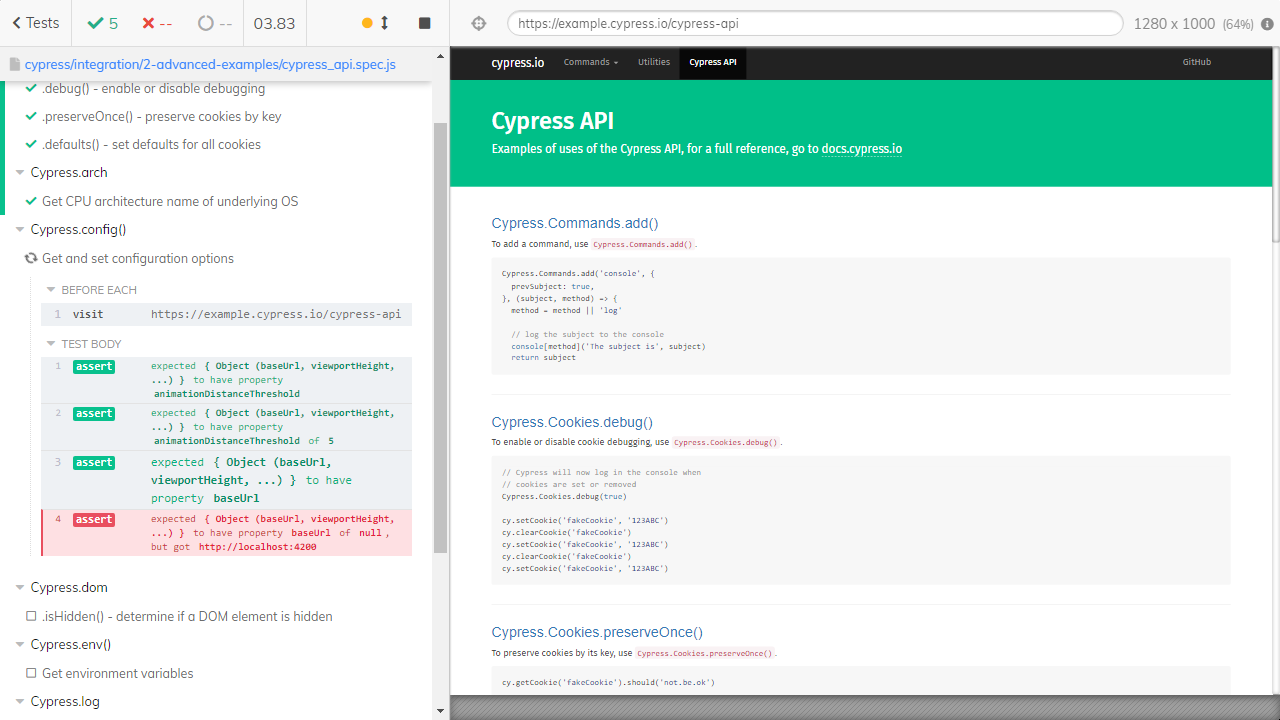 Tests
5
--
--
03.83
https://example.cypress.io/cypress-api
1280 x 1000 (64%)
cypress/integration/2-advanced-examples/cypress_api.spec.js
.debug() - enable or disable debugging
.preserveOnce() - preserve cookies by key
.defaults() - set defaults for all cookies
Cypress.arch
Get CPU architecture name of underlying OS
Cypress.config()
Get and set configuration options
BEFORE EACH
1 visit https://example.cypress.io/cypress-api
TEST BODY
1 assert expected { Object (baseUrl, viewportHeight,
...) } to have property
animationDistanceThreshold
2 assert expected { Object (baseUrl, viewportHeight,
...) } to have property
animationDistanceThreshold of 5
3 assert expected { Object (baseUrl,
viewportHeight, ...) } to have
property baseUrl
4 assert expected { Object (baseUrl, viewportHeight,
...) } to have property baseUrl of null,
but got http://localhost:4200
Cypress.dom
.isHidden() - determine if a DOM element is hidden
Cypress.env()
Get environment variables
Cypress.log
cypress.io Commands Utilities Cypress API GitHub
Cypress API
Examples of uses of the Cypress API, for a full reference, go to docs.cypress.io
Cypress.Commands.add()
To add a command, use Cypress.Commands.add().
Cypress.Commands.add('console', {
prevSubject: true,
}, (subject, method) => {
method = method || 'log'
// log the subject to the console
console[method]('The subject is', subject)
return subject
Cypress.Cookies.debug()
To enable or disable cookie debugging, use Cypress.Cookies.debug().
// Cypress will now log in the console when
// cookies are set or removed
Cypress.Cookies.debug(true)
cy.setCookie('fakeCookie', '123ABC')
cy.clearCookie('fakeCookie')
cy.setCookie('fakeCookie', '123ABC')
cy.clearCookie('fakeCookie')
cy.setCookie('fakeCookie', '123ABC')
Cypress.Cookies.preserveOnce()
To preserve cookies by its key, use Cypress.Cookies.preserveOnce().
cy.getCookie('fakeCookie').should('not.be.ok')